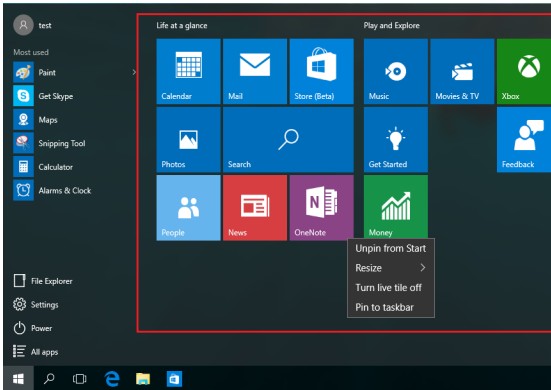 test
Most used
Paint
Get Skype
Maps
Snipping Tool
Calculator
Alarms & Clock
File Explorer
Settings
Power
All apps
Life at a glance
Calendar
Mail
Store (Beta)
Photos
Search
People
News
OneNote
Play and Explore
Music
Movies & TV
Xbox
Get Started
Feedback
Money
Unpin from Start
Resize
Turn live tile off
Pin to taskbar